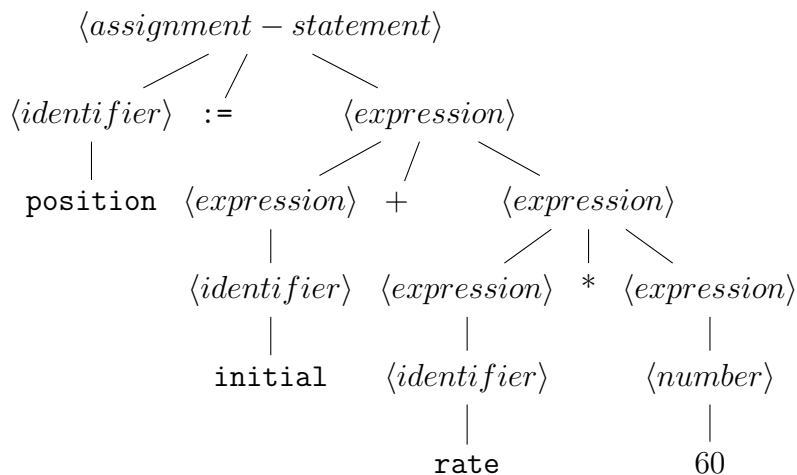 ⟨assignment − statement⟩
⟨identifier⟩ := ⟨expression⟩
position ⟨expression⟩ + ⟨expression⟩
⟨identifier⟩ ⟨expression⟩ * ⟨expression⟩
initial ⟨identifier⟩ ⟨number⟩
rate 60